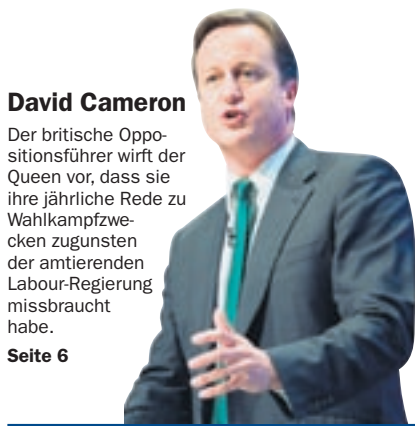 David Cameron
Der britische Oppo-
sitionsführer wirft der
Queen vor, dass sie
ihre jährliche Rede zu
Wahlkampfzwe-
cken zugunsten
der amtierenden
Labour-Regierung
missbraucht
habe.
Seite 6